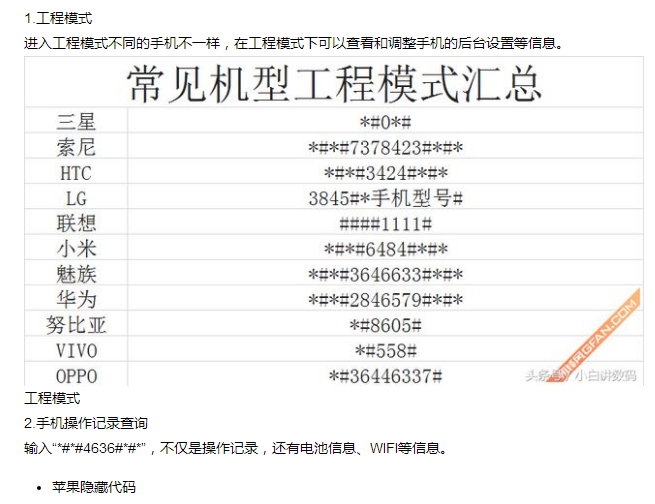 1.工程模式
进入工程模式不同的手机不一样，在工程模式下可以查看和调整手机的后台设置等信息。
常见机型工程模式汇总
三星 *#0*#
索尼 *#*#7378423#*#*
HTC *#*#3424#*#*
LG 3845#*手机型号#
联想 ####1111#
小米 *#*#6484#*#*
魅族 *#*#3646633#*#*
华为 *#*#2846579#*#*
努比亚 *#8605#
VIVO *#558#
OPPO *#36446337#
GFAN.COM
小白讲数码
工程模式
2.手机操作记录查询
输入“*#*#4636#*#*”，不仅是操作记录，还有电池信息、WIFI等信息。
• 苹果隐藏代码